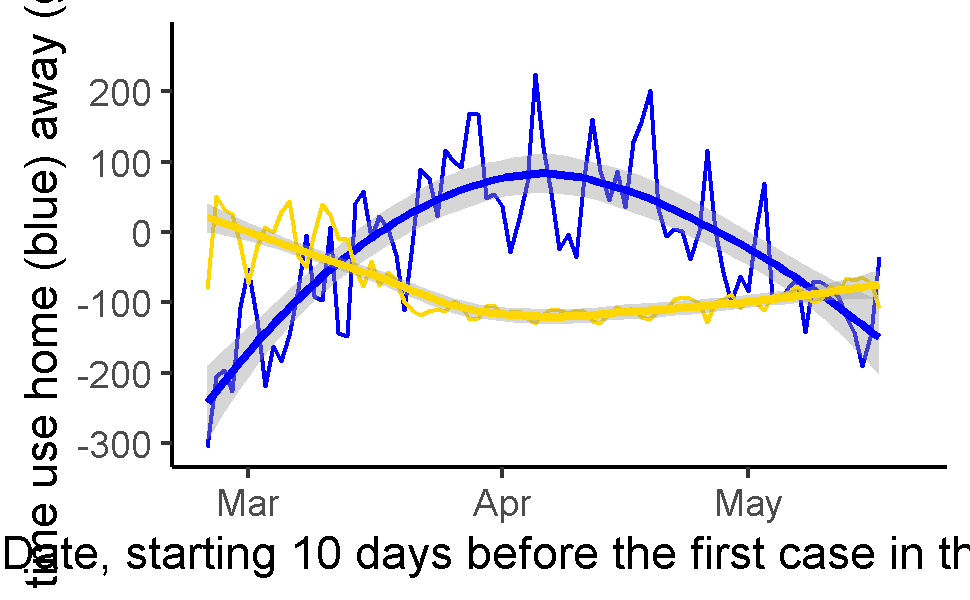 time use home (blue) away (
200
100
0
-100
-200
-300
Mar Apr May
Date, starting 10 days before the first case in th